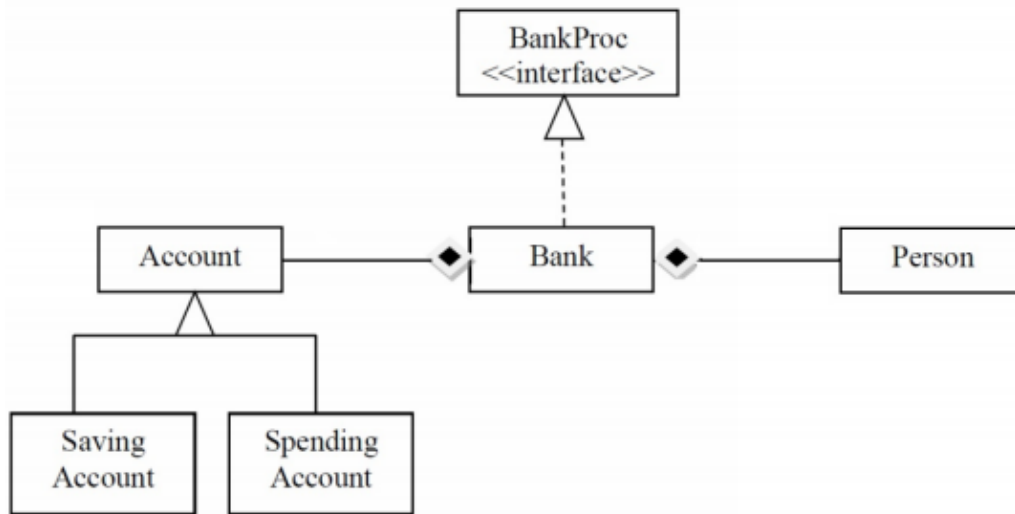 BankProc
<<interface>>
Account
Bank
Person
Saving
Account
Spending
Account